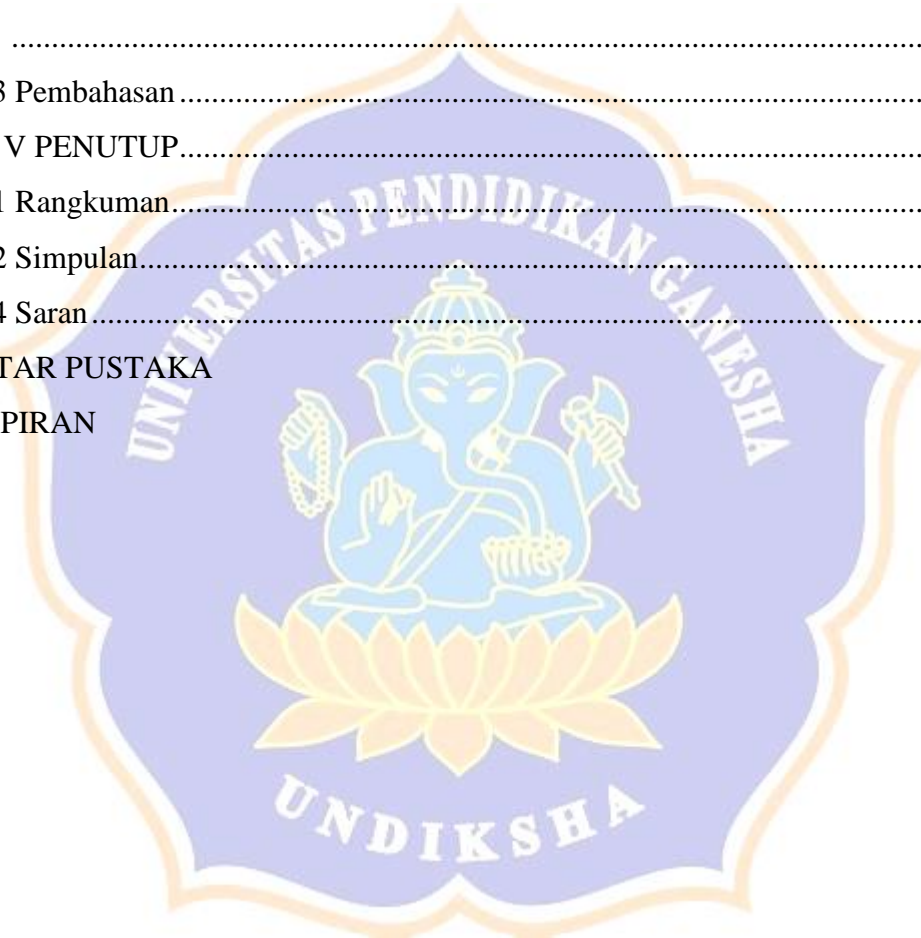 ..........................................................................................................................
3 Pembahasan ................................................................................................
V PENUTUP................................................................................................
1 Rangkuman.................................................................................................
2 Simpulan.....................................................................................................
4 Saran...........................................................................................................
TAR PUSTAKA
PIRAN
UNIVERSITAS PENDIDIKAN GANESHA
UNDIKSHA